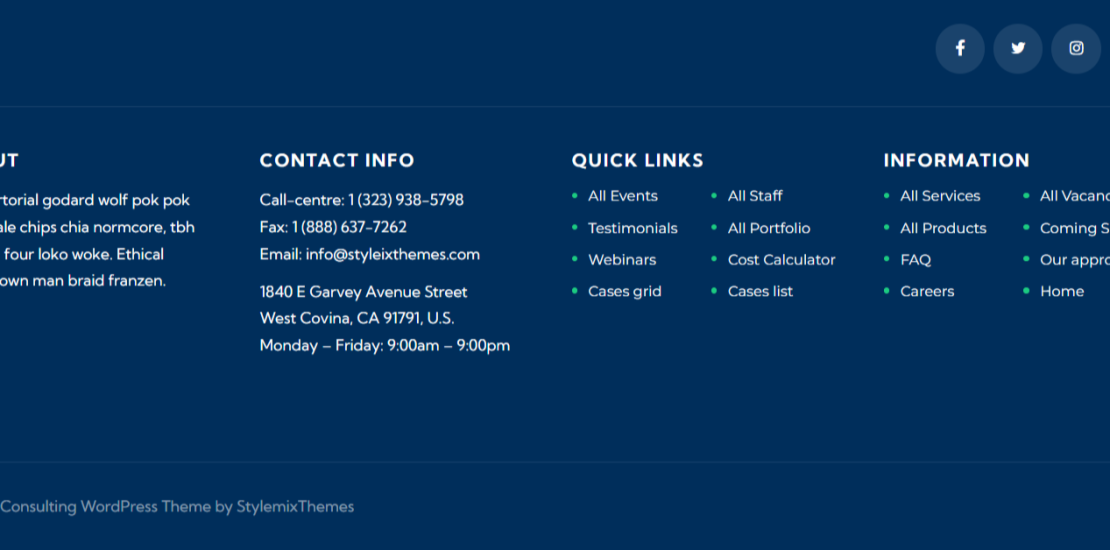 UT
rtorial godard wolf pok pok
ale chips chia normcore, tbh
four loko woke. Ethical
own man braid franzen.
CONTACT INFO
Call-centre: 1 (323) 938-5798
Fax: 1 (888) 637-7262
Email: info@styleixthemes.com
1840 E Garvey Avenue Street
West Covina, CA 91791, U.S.
Monday – Friday: 9:00am – 9:00pm
QUICK LINKS
All Events
Testimonials
Webinars
Cases grid
All Staff
All Portfolio
Cost Calculator
Cases list
INFORMATION
All Services
All Products
FAQ
Careers
All Vacanc
Coming S
Our appro
Home
Consulting WordPress Theme by StylemixThemes